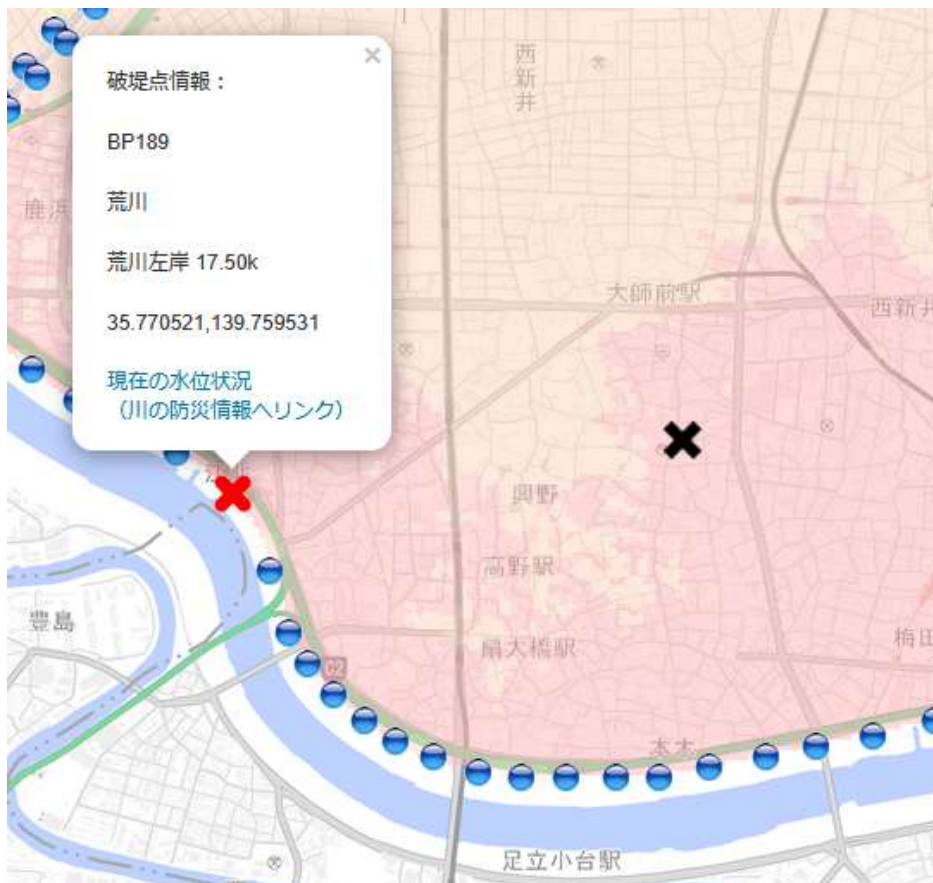 ×
破堤点情報：
BP189
荒川
荒川左岸 17.50k
35.770521,139.759531
現在の水位状況
（川の防災情報へリンク）
西新井
鹿浜
大師前駅
西新井
興野
高野駅
豊島
扇大橋駅
梅田
C2
本木
足立小台駅